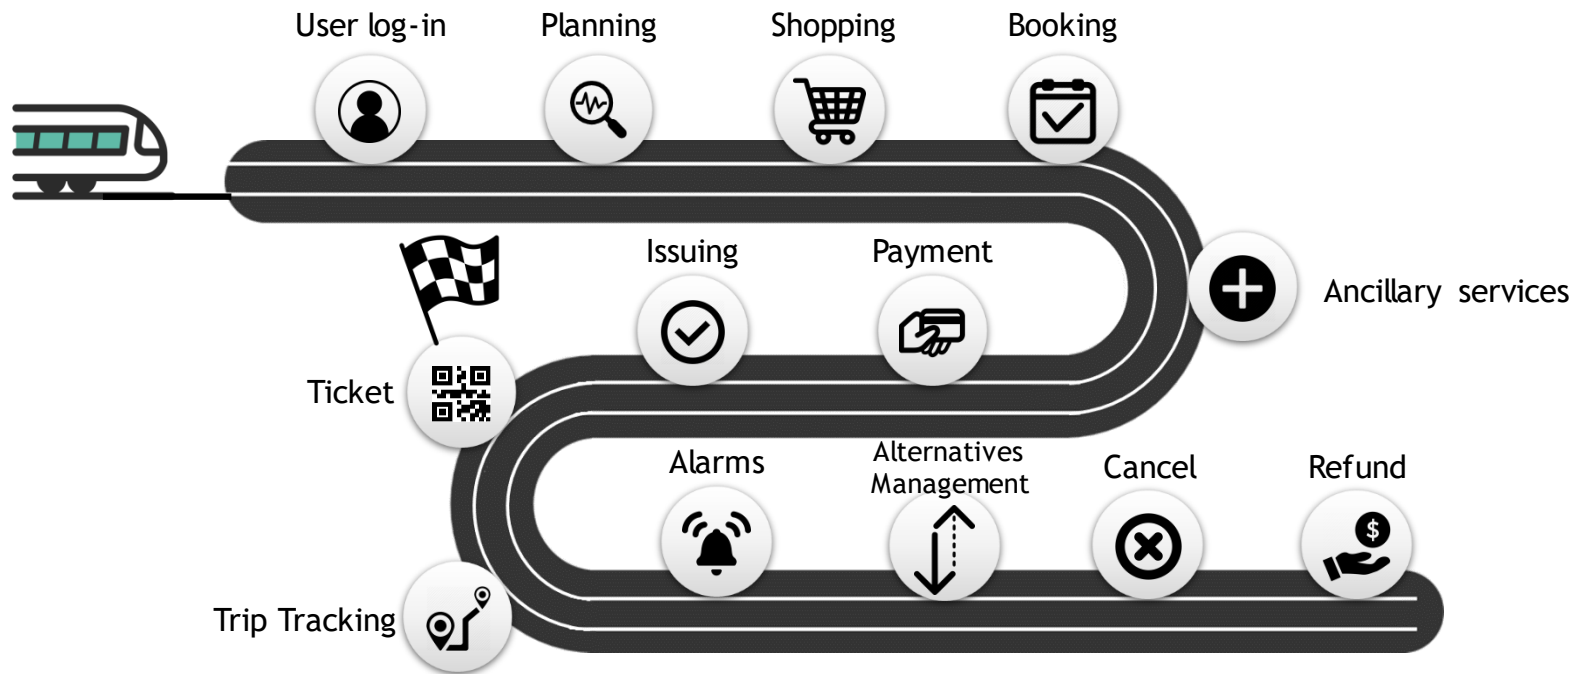 User log-in
Planning
Shopping
Booking
Ancillary services
Payment
Issuing
Ticket
Trip Tracking
Alarms
Alternatives
Management
Cancel
Refund
$